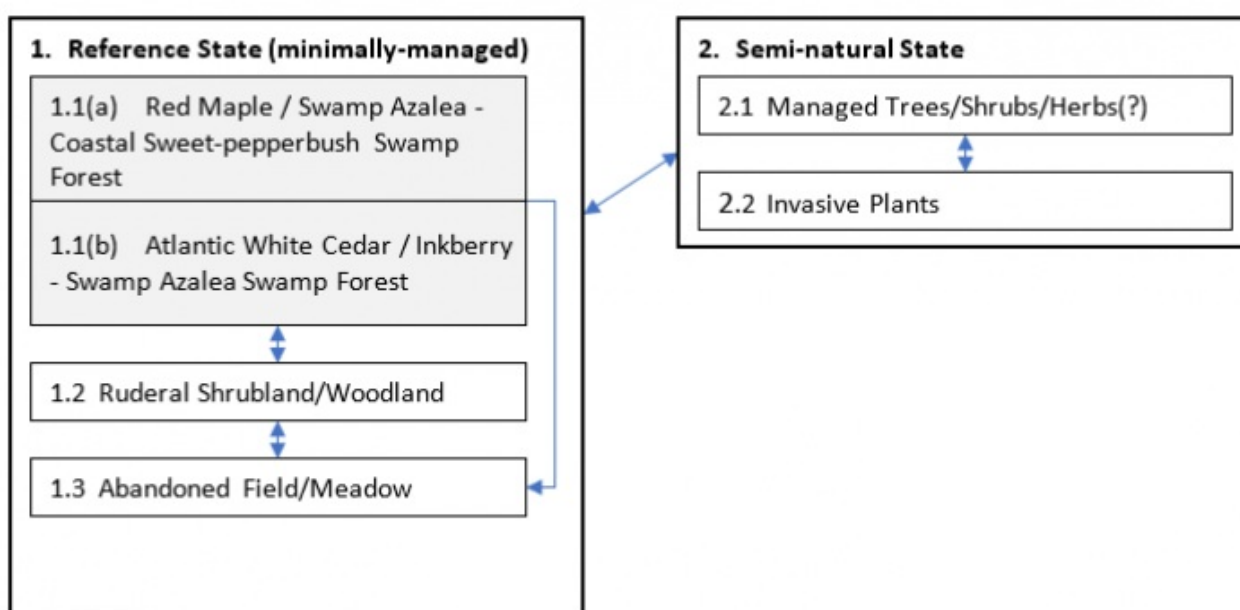 1. Reference State (minimally-managed)
1.1(a) Red Maple / Swamp Azalea -
Coastal Sweet-pepperbush Swamp
Forest
1.1(b) Atlantic White Cedar / Inkberry
- Swamp Azalea Swamp Forest
1.2 Ruderal Shrubland/Woodland
1.3 Abandoned Field/Meadow
2. Semi-natural State
2.1 Managed Trees/Shrubs/Herbs(?)
2.2 Invasive Plants